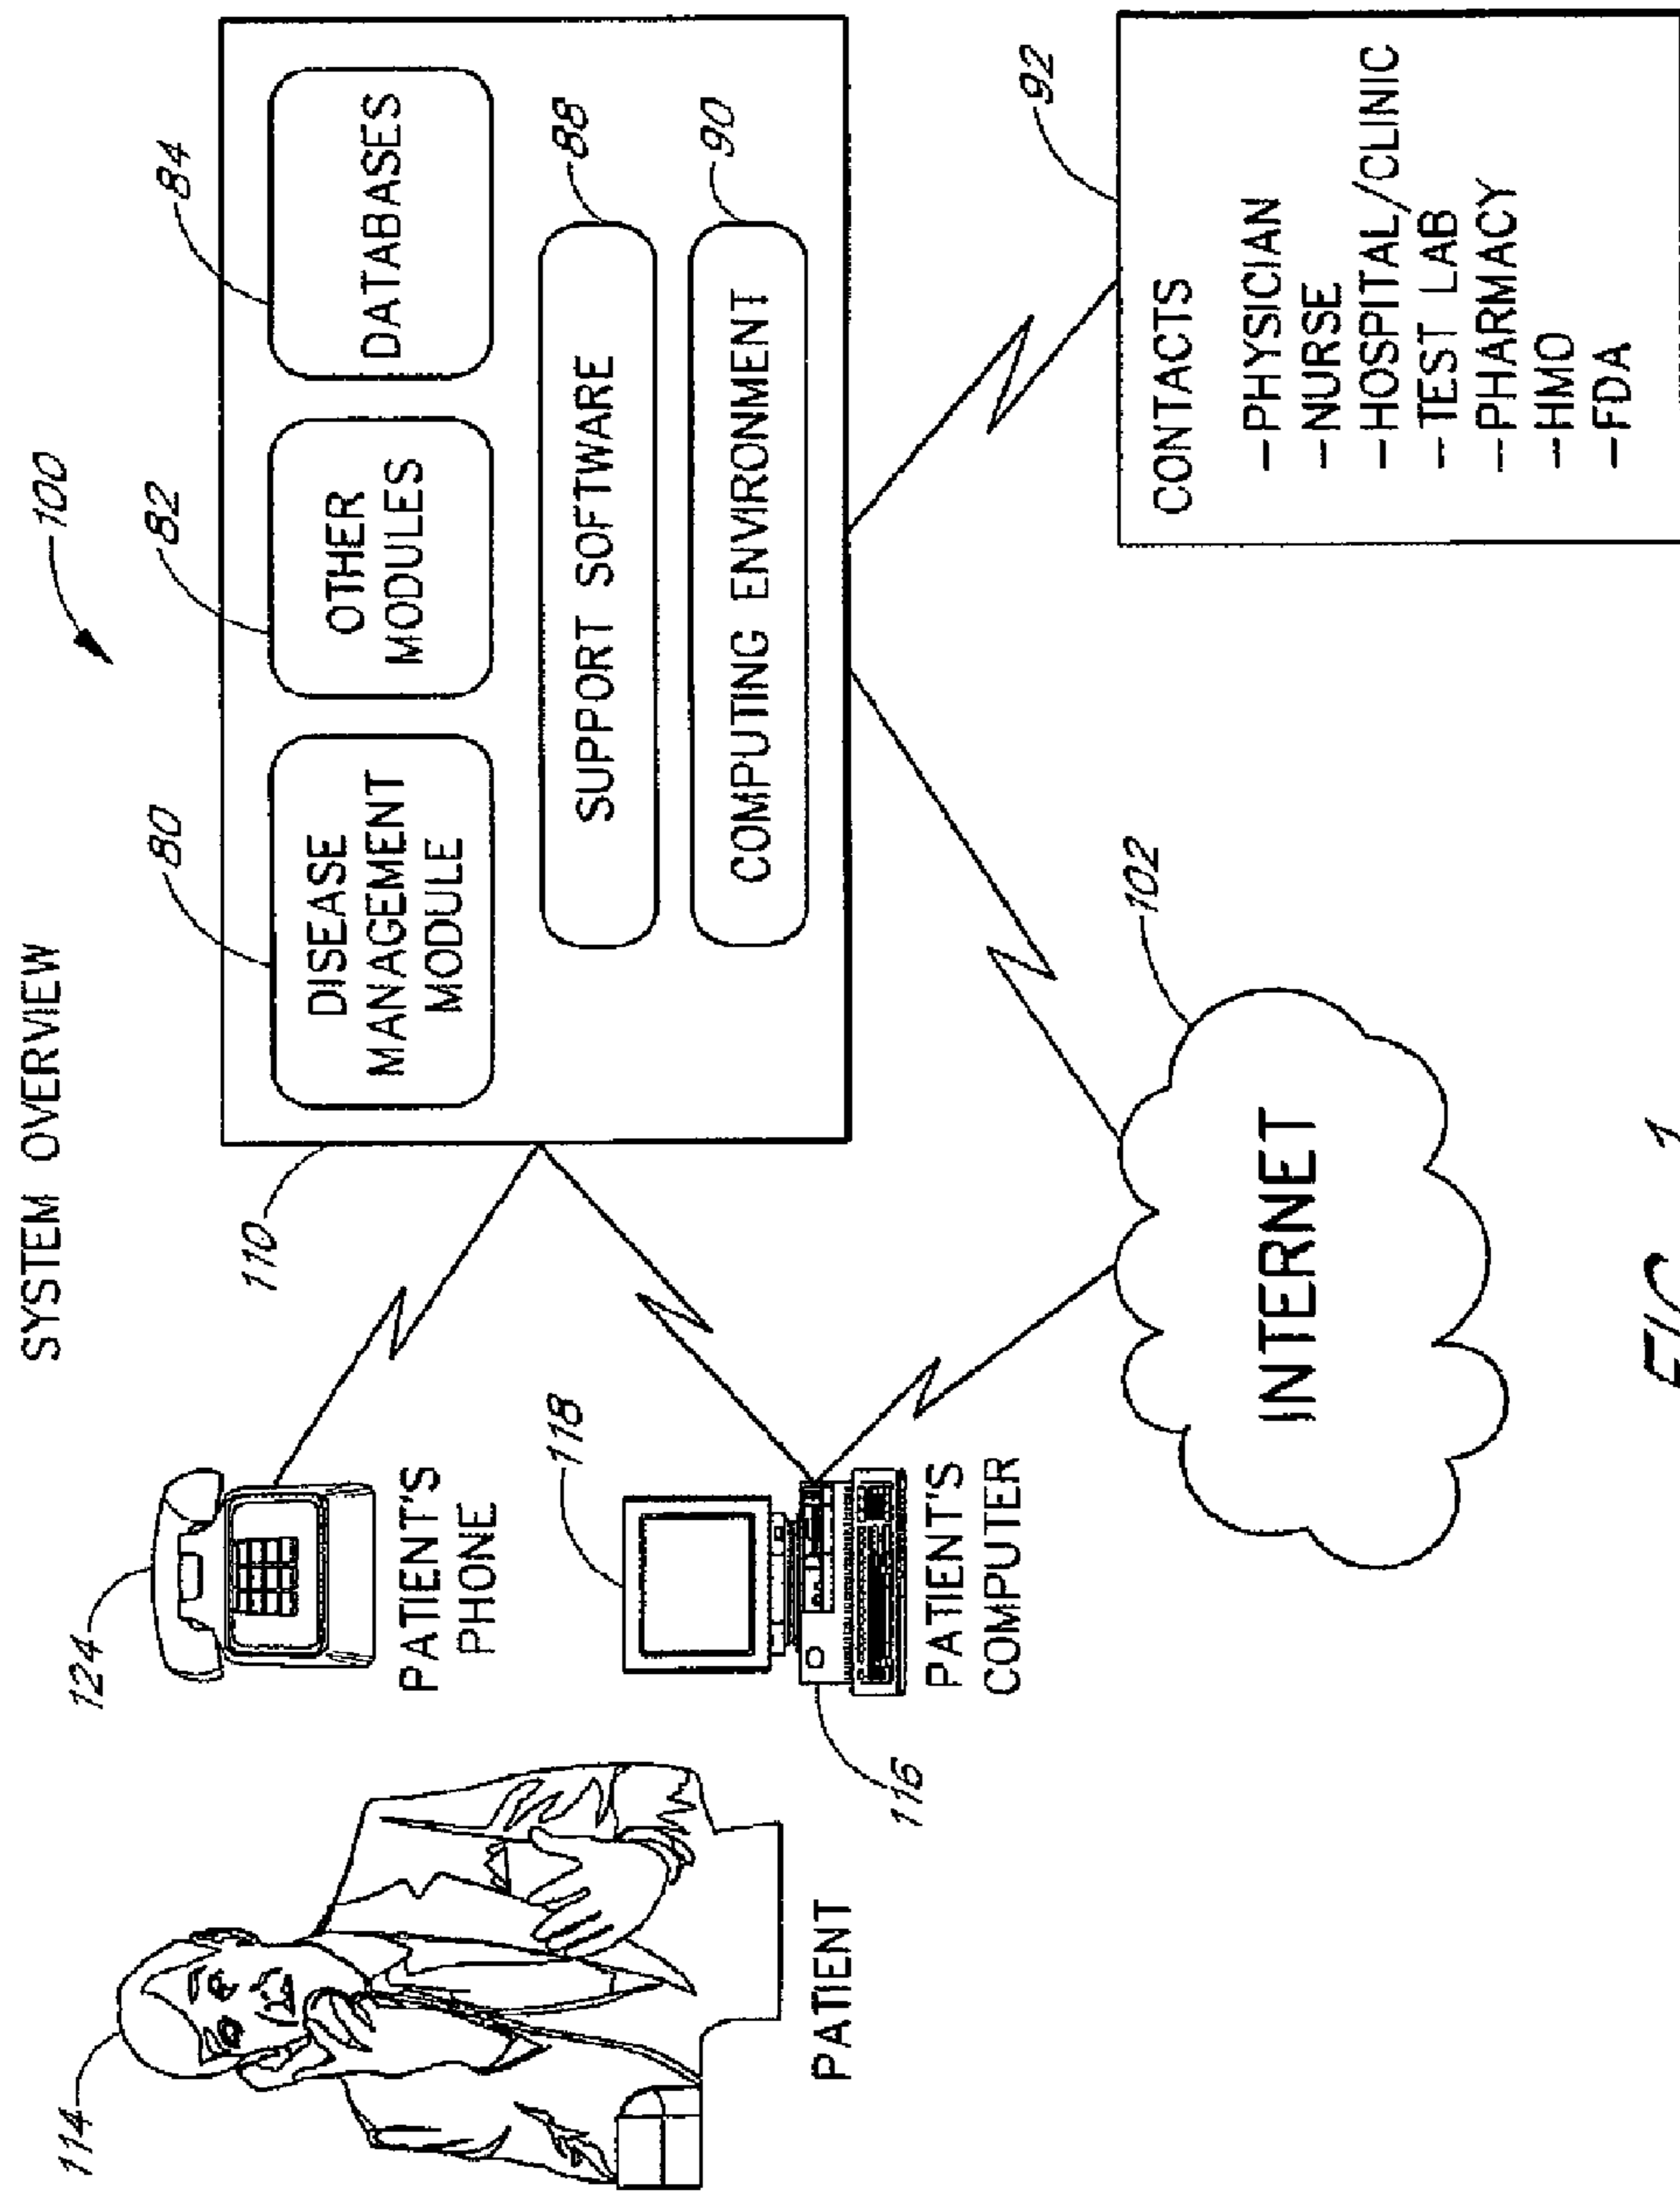 SYSTEM OVERVIEW
100
114
PATIENT
124
PATIENT'S
PHONE
118
116
PATIENT'S
COMPUTER
110
80
DISEASE
MANAGEMENT
MODULE
82
OTHER
MODULES
84
DATABASES
88
SUPPORT SOFTWARE
90
COMPUTING ENVIRONMENT
102
INTERNET
92
CONTACTS
-PHYSICIAN
-NURSE
-HOSPITAL/CLINIC
-TEST LAB
-PHARMACY
-HMO
-FDA
FIG. 1